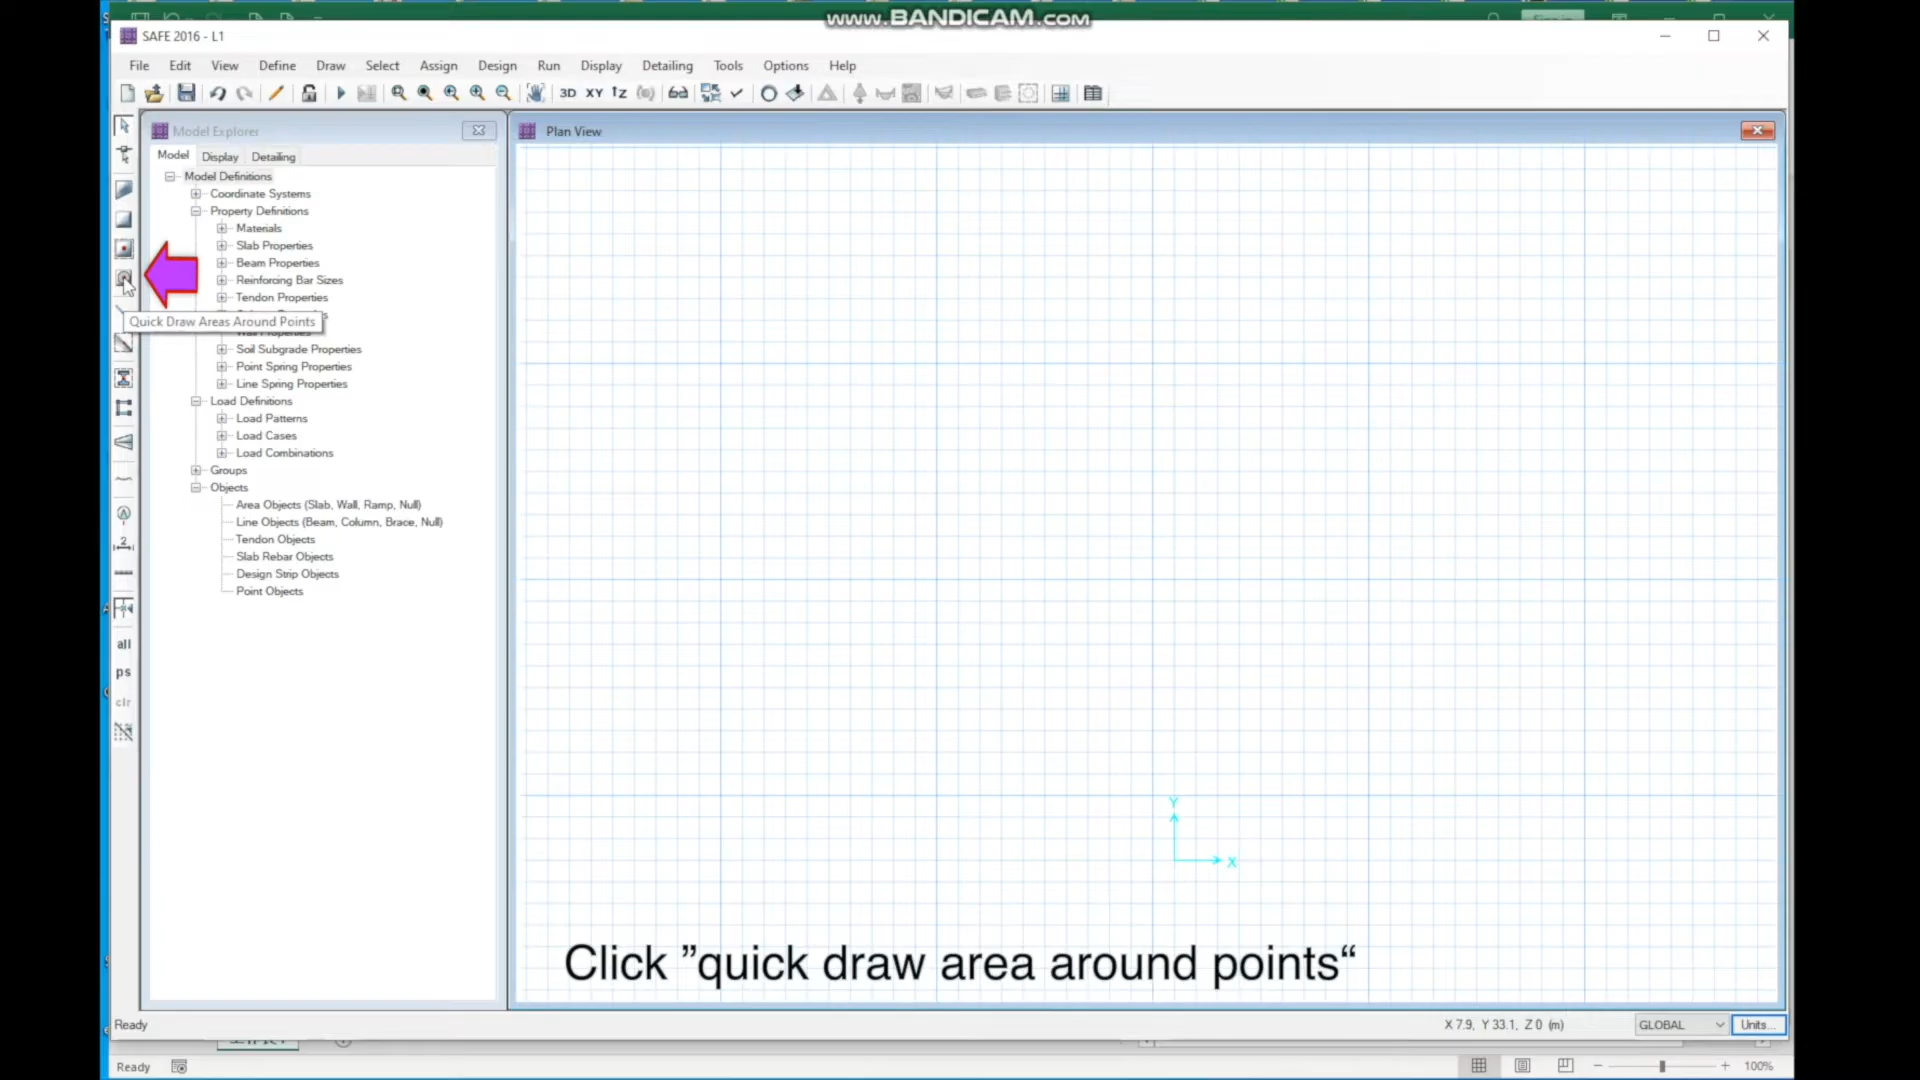 www.BANDICAM.com
SAFE 2016 - L1
File Edit View Define Draw Select Assign Design Run Display Detailing Tools Options Help
3D XY
Model Explorer
Plan View
Model Display Detailing
Model Definitions
Coordinate Systems
Property Definitions
Materials
Slab Properties
Beam Properties
Reinforcing Bar Sizes
Tendon Properties
Quick Draw Areas Around Points
Soil Subgrade Properties
Point Spring Properties
Line Spring Properties
Load Definitions
Load Patterns
Load Cases
Load Combinations
Groups
Objects
Area Objects (Slab, Wall, Ramp, Null)
Line Objects (Beam, Column, Brace, Null)
Tendon Objects
Slab Rebar Objects
Design Strip Objects
Point Objects
all
ps
clr
Y
X
Click ”quick draw area around points“
Ready
X 7.9, Y 33.1, Z 0 (m)
GLOBAL
Units...
Ready
100%